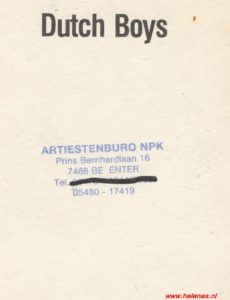 Dutch Boys
ARTIESTENBURO NPK
Prins Bernhardlaan 16
7468 BE ENTER
Tel.
05480 - 17419
www.helenas.nl